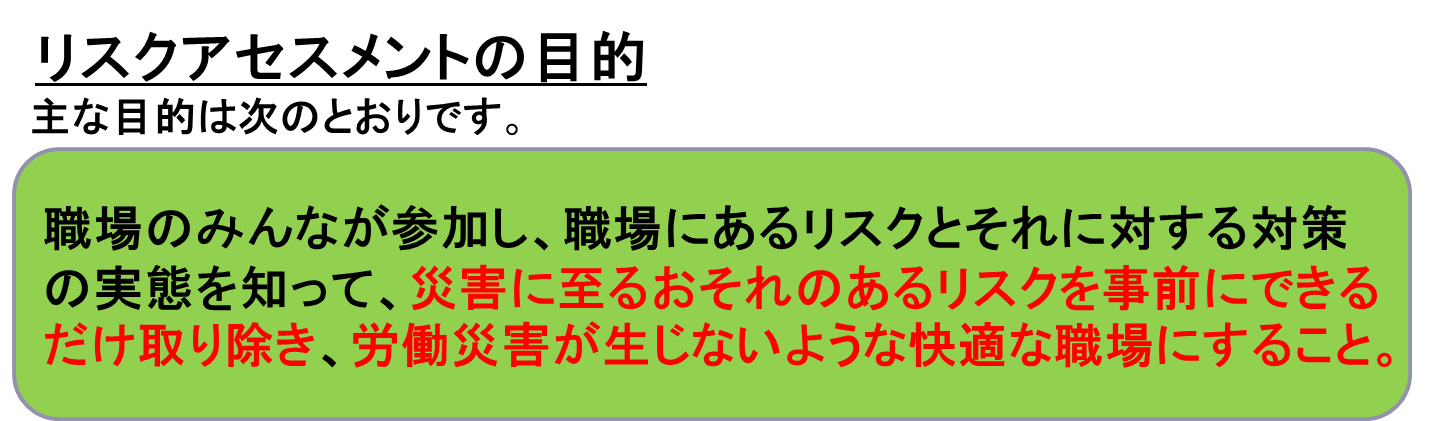 リスクアセスメントの目的
主な目的は次のとおりです。
職場のみんなが参加し、職場にあるリスクとそれに対する対策
の実態を知って、災害に至るおそれのあるリスクを事前にできる
だけ取り除き、労働災害が生じないような快適な職場にすること。